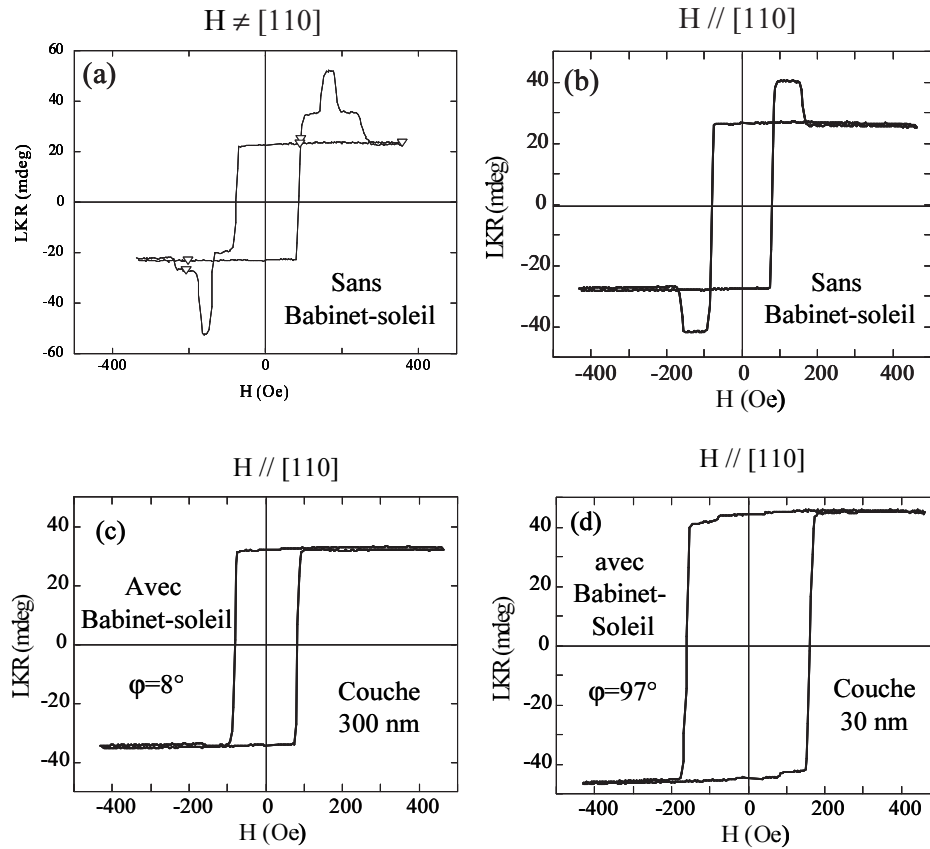 H ≠ [110]
H // [110]
(a)
60
40
20
0
-20
-40
-60
LKR (mdeg)
Sans
Babinet-soleil
-400
-200
0
200
400
H (Oe)
(b)
40
20
0
-20
-40
LKR (mdeg)
Sans
Babinet-soleil
-400
-200
0
200
400
H (Oe)
H // [110]
H // [110]
(c)
40
20
0
-20
-40
LKR (mdeg)
Avec
Babinet-soleil
φ=8°
Couche
300 nm
-400
-200
0
200
400
H (Oe)
(d)
40
20
0
-20
-40
LKR (mdeg)
avec
Babinet-
Soleil
φ=97°
Couche
30 nm
-400
-200
0
200
400
H (Oe)